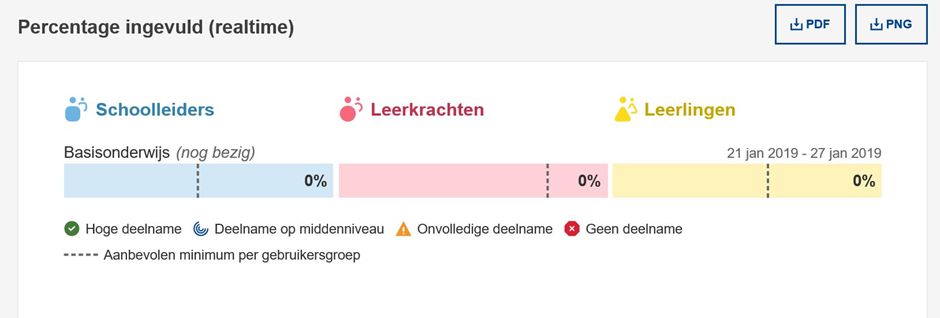 Percentage ingevuld (realtime)
PDF
PNG
Schoolleiders
Leerkrachten
Leerlingen
Basisonderwijs (nog bezig)
21 jan 2019 - 27 jan 2019
0%
0%
0%
Hoge deelname
Deelname op middenniveau
Onvolledige deelname
Geen deelname
Aanbevolen minimum per gebruikersgroep